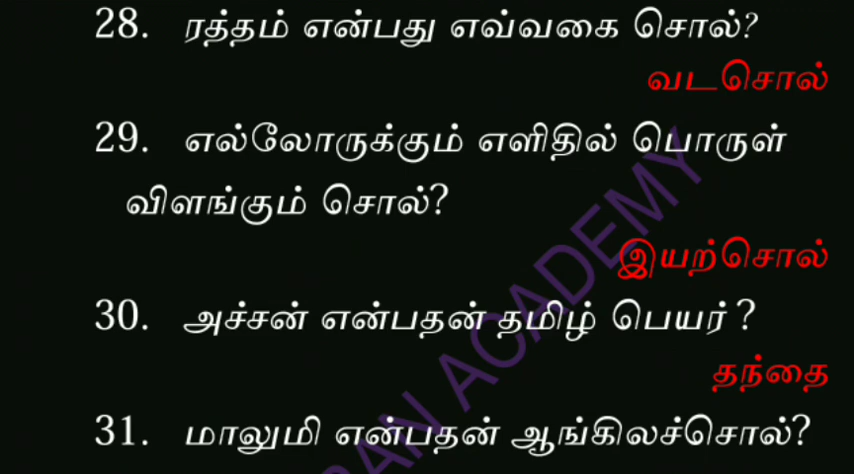 28. ரத்தம் என்பது எவ்வகை சொல்?
வடசொல்
29. எல்லோருக்கும் எளிதில் பொருள்
விளங்கும் சொல்?
இயற்சொல்
30. அச்சன் என்பதன் தமிழ் பெயர் ?
தந்தை
31. மாலுமி என்பதன் ஆங்கிலச்சொல்?
ACADEMY